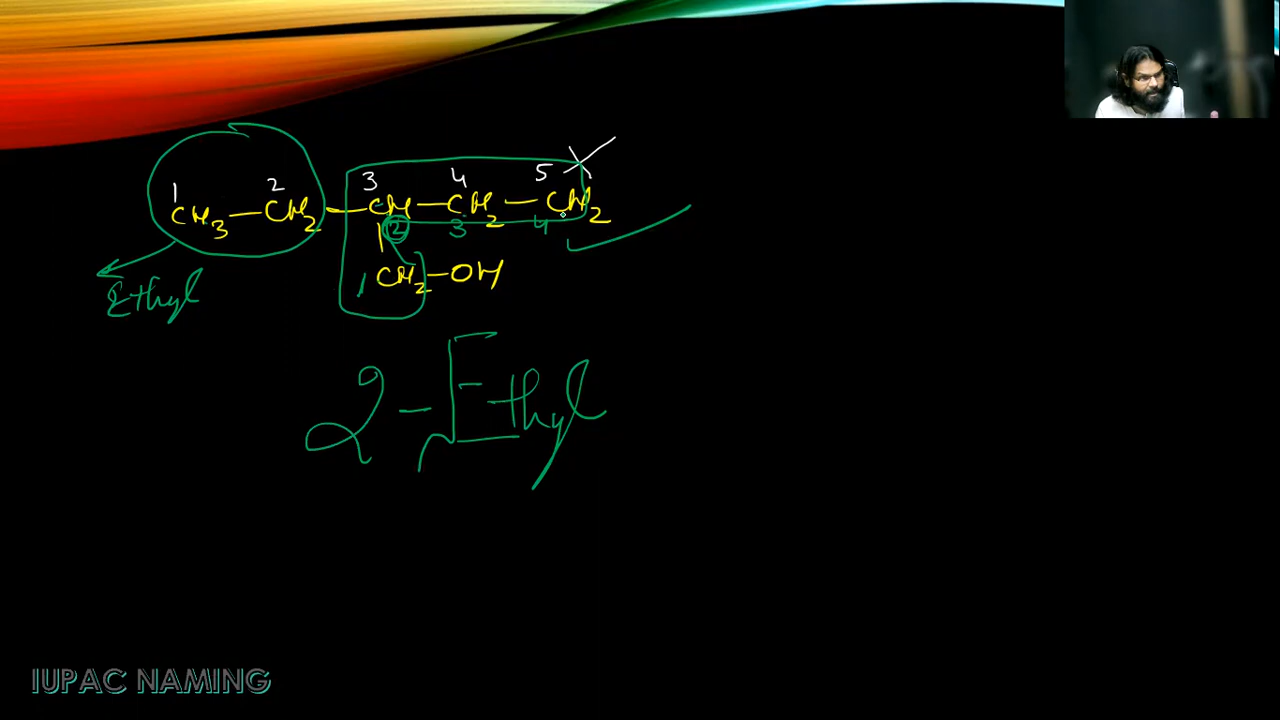 1 2 3 4 5
CH3 — CH2 — CH — CH2 — CH2
2 3 4
1 CH2 — OH
Ethyl
2 - Ethyl
IUPAC NAMING